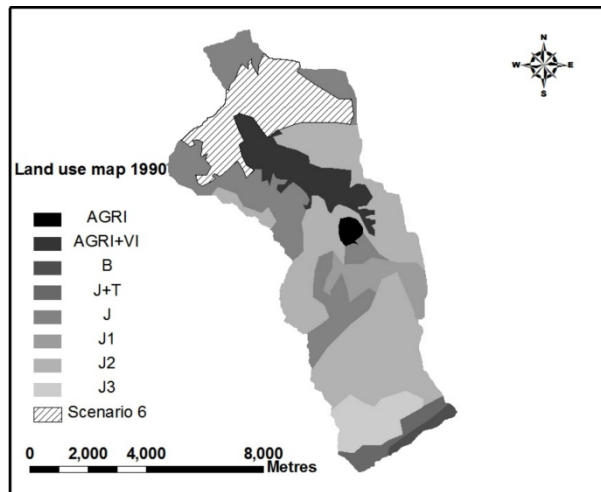 N
W E
S
Land use map 1990
AGRI
AGRI+VI
B
J+T
J
J1
J2
J3
Scenario 6
0 2,000 4,000 8,000
Metres